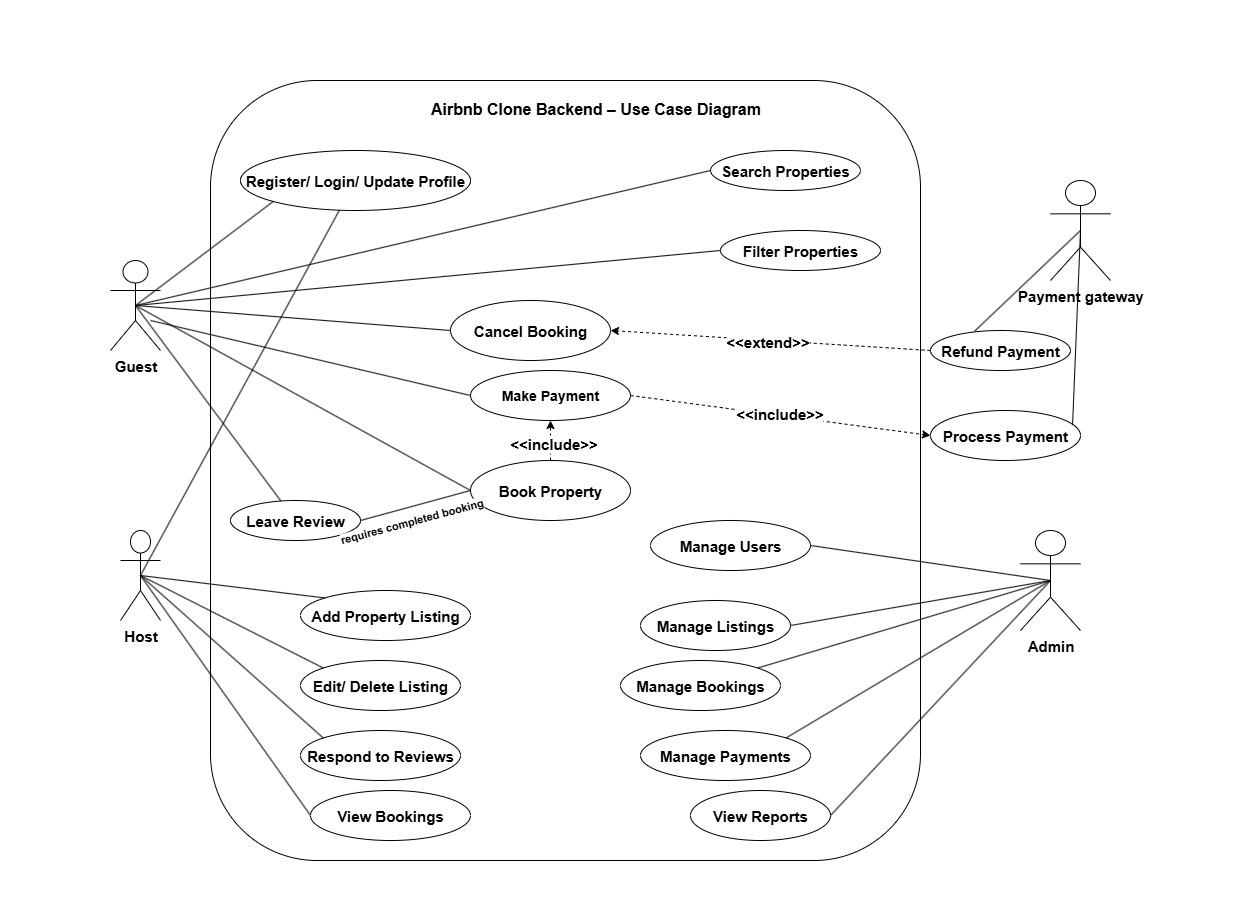 Airbnb Clone Backend – Use Case Diagram
Register/ Login/ Update Profile
Search Properties
Filter Properties
Payment gateway
Guest
Cancel Booking
<<extend>>
Refund Payment
Make Payment
<<include>>
Process Payment
<<include>>
Book Property
Leave Review
requires completed booking
Manage Users
Host
Add Property Listing
Manage Listings
Admin
Edit/ Delete Listing
Manage Bookings
Respond to Reviews
Manage Payments
View Bookings
View Reports